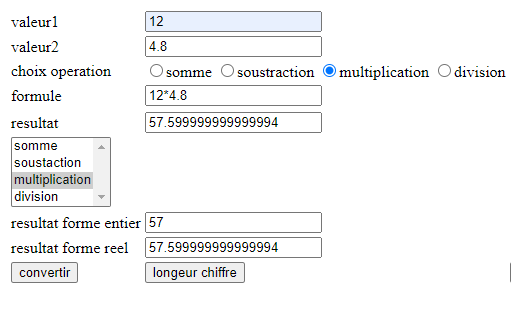 valeur1 12
valeur2 4.8
choix operation somme soustraction multiplication division
formule 12*4.8
resultat 57.599999999999994
somme
soustaction
multiplication
division
resultat forme entier 57
resultat forme reel 57.599999999999994
convertir longeur chiffre